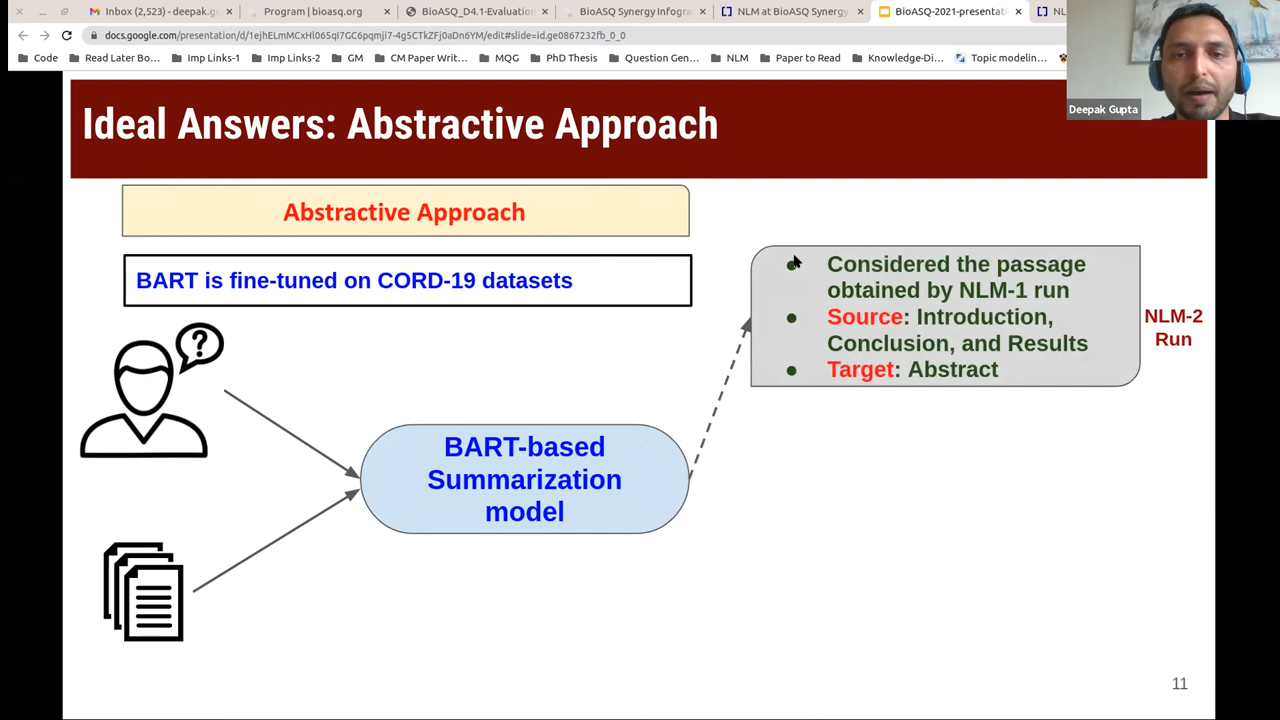 Inbox (2,523) - deepak.gu
Program | bioasq.org
BioASQ_D4.1-Evaluation
BioASQ Synergy Infogra
NLM at BioASQ Synergy
BioASQ-2021-presentati
NL
docs.google.com/presentation/d/1ejhELmMCxHl065qI7GC6pqmji7-4g5CTkZFj0aDn6YM/edit#slide=id.ge0867232fb_0_0
Code
Read Later Bo...
Imp Links-1
Imp Links-2
GM
CM Paper Writ...
MQG
PhD Thesis
Question Gen...
NLM
Paper to Read
Knowledge-Di...
Topic modelin...
Deepak Gupta
Ideal Answers: Abstractive Approach
Abstractive Approach
BART is fine-tuned on CORD-19 datasets
?
BART-based
Summarization
model
● Considered the passage
obtained by NLM-1 run
● Source: Introduction,
Conclusion, and Results
● Target: Abstract
NLM-2
Run
11